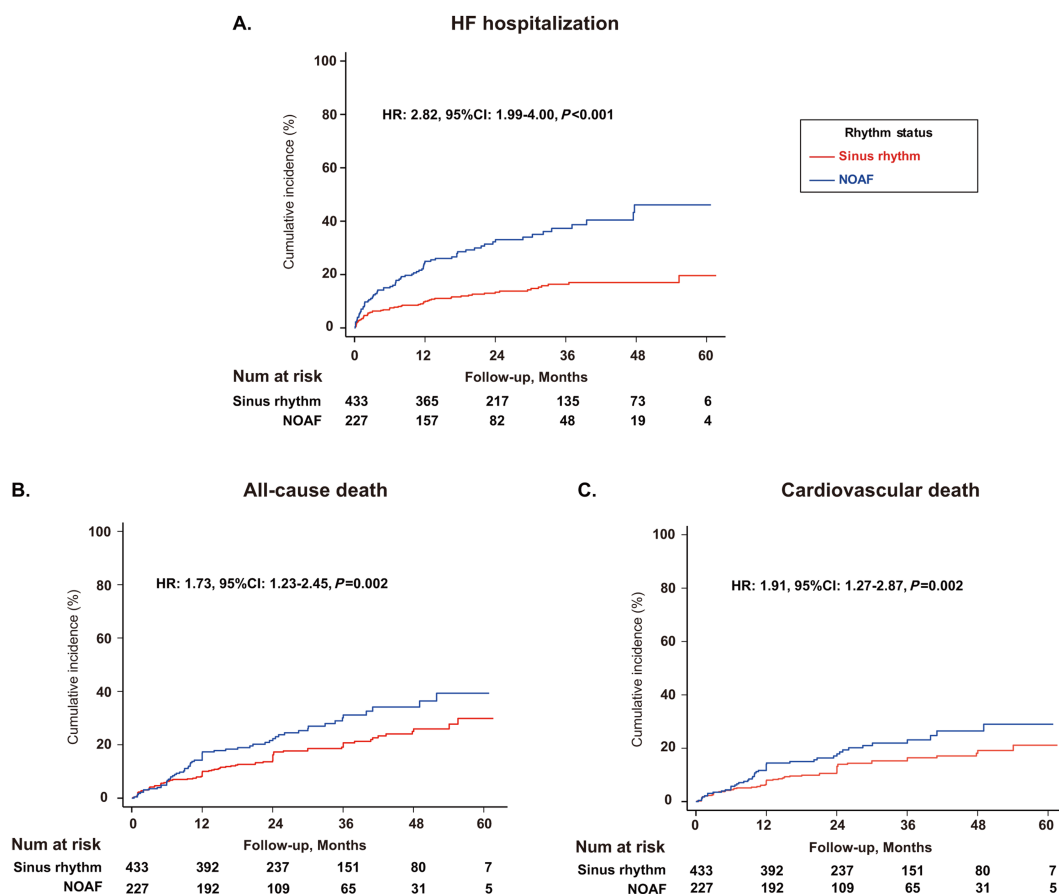 A.
HF hospitalization
100
80
60
40
20
0
Cumulative incidence (%)
HR: 2.82, 95%CI: 1.99-4.00, P<0.001
Rhythm status
Sinus rhythm
NOAF
0 12 24 36 48 60
Follow-up, Months
Num at risk
Sinus rhythm 433 365 217 135 73 6
NOAF 227 157 82 48 19 4
B.
All-cause death
100
80
60
40
20
0
Cumulative incidence (%)
HR: 1.73, 95%CI: 1.23-2.45, P=0.002
0 12 24 36 48 60
Follow-up, Months
Num at risk
Sinus rhythm 433 392 237 151 80 7
NOAF 227 192 109 65 31 5
C.
Cardiovascular death
100
80
60
40
20
0
Cumulative incidence (%)
HR: 1.91, 95%CI: 1.27-2.87, P=0.002
0 12 24 36 48 60
Follow-up, Months
Num at risk
Sinus rhythm 433 392 237 151 80 7
NOAF 227 192 109 65 31 5